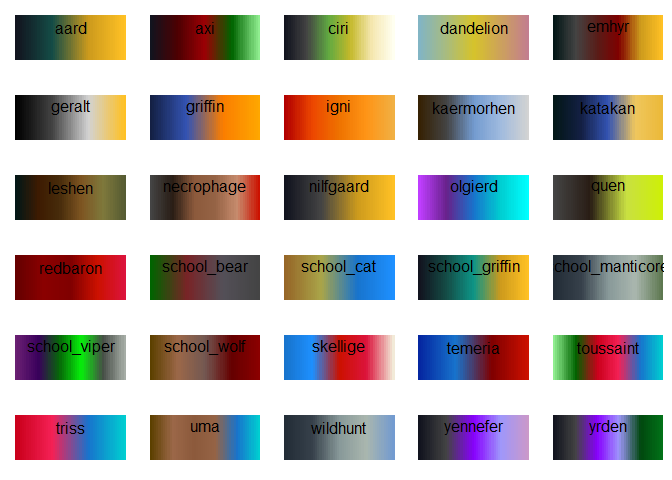 aard axi ciri dandelion emhyr
geralt griffin igni kaermorhen katakan
leshen necrophage nilfgaard olgierd quen
redbaron school_bear school_cat school_griffin chool_manticore
school_viper school_wolf skellige temeria toussaint
triss uma wildhunt yennefer yrden